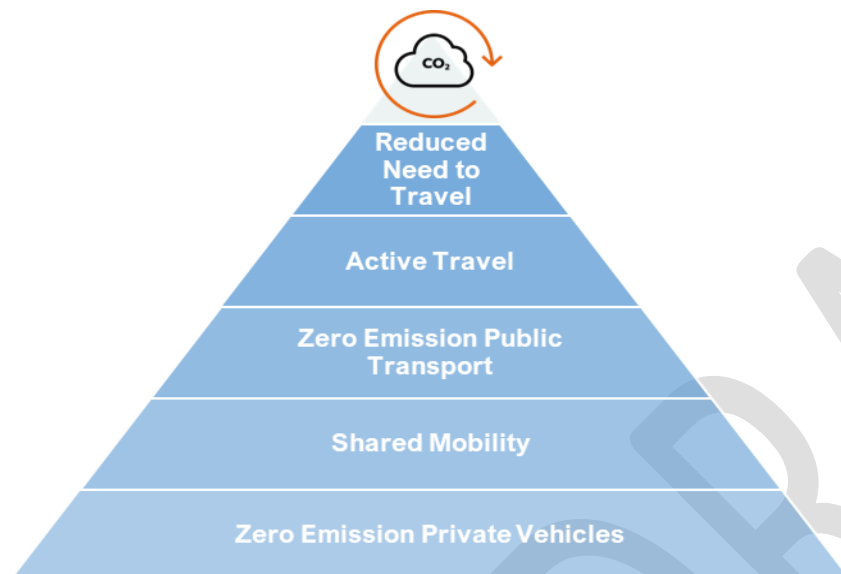 CO₂
Reduced
Need to
Travel
Active Travel
Zero Emission Public
Transport
Shared Mobility
Zero Emission Private Vehicles